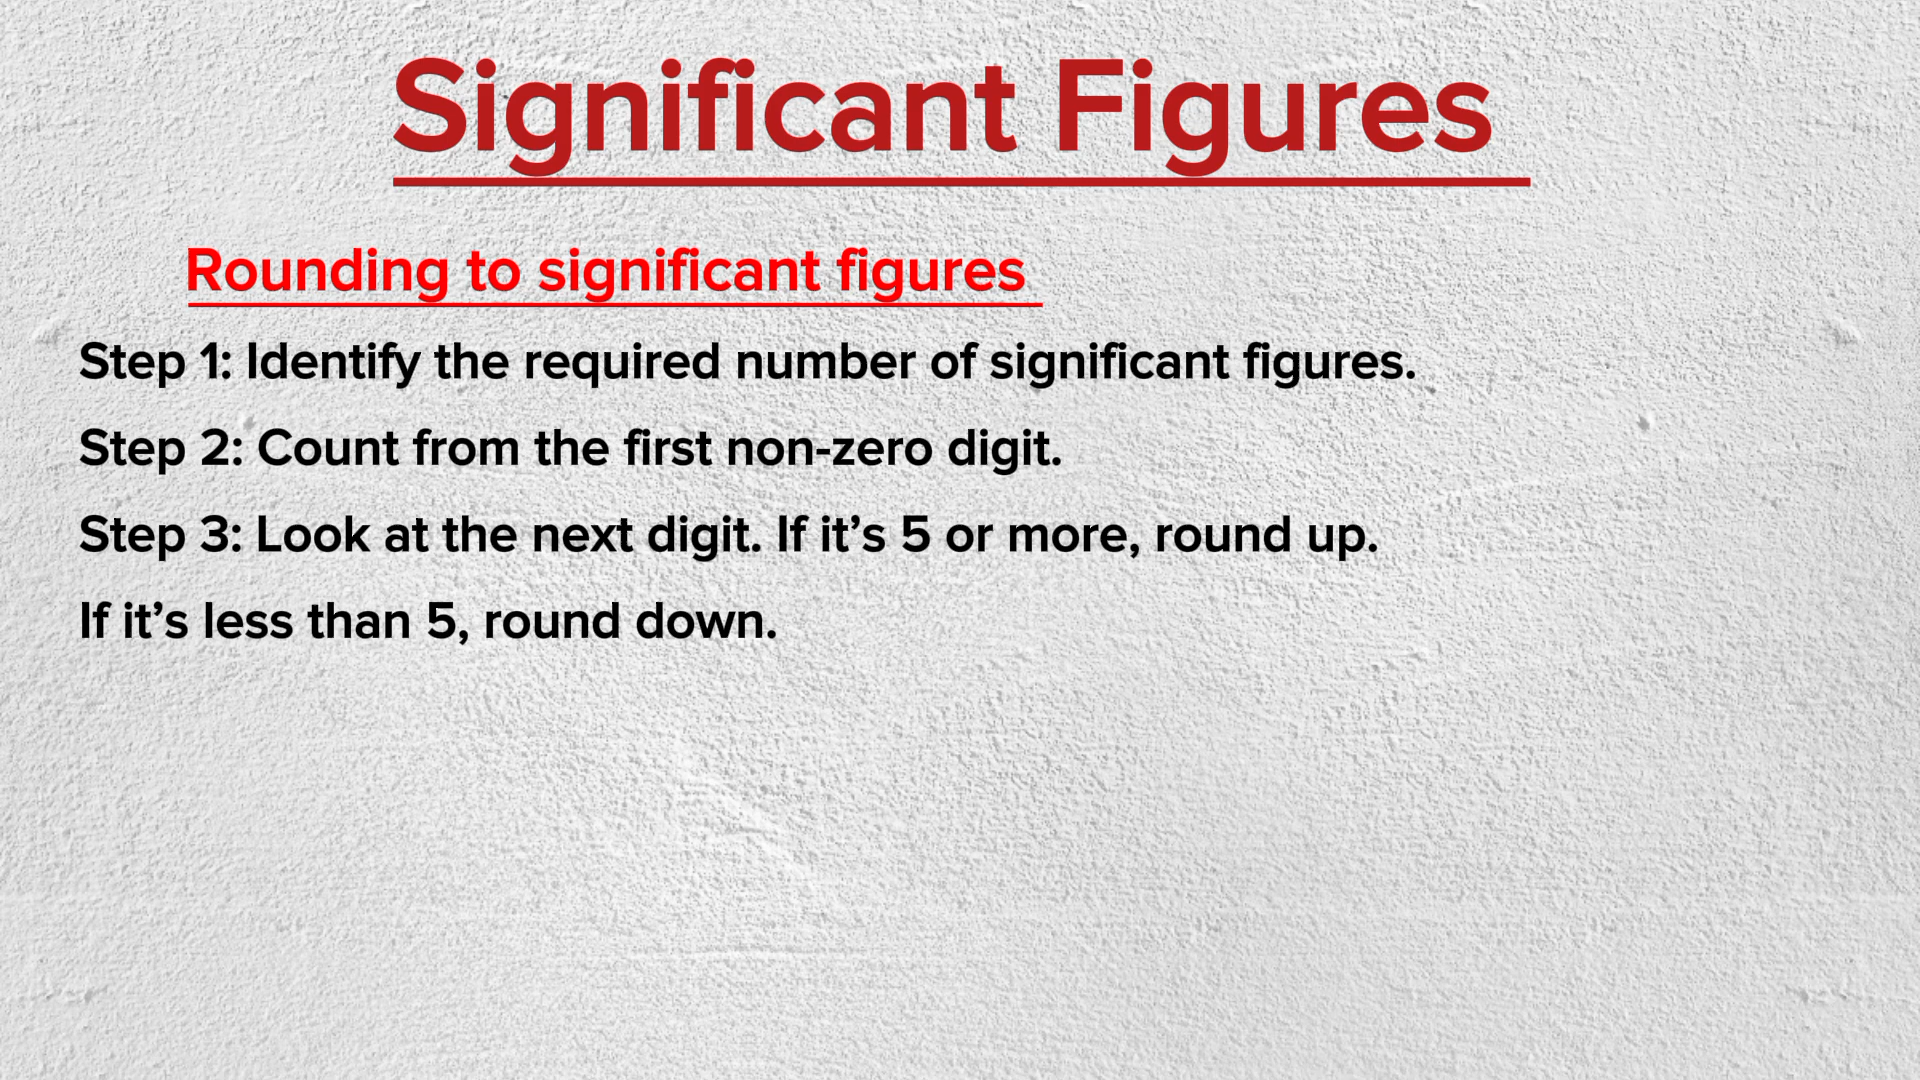 Significant Figures
Rounding to significant figures
Step 1: Identify the required number of significant figures.
Step 2: Count from the first non-zero digit.
Step 3: Look at the next digit. If it’s 5 or more, round up.
If it’s less than 5, round down.